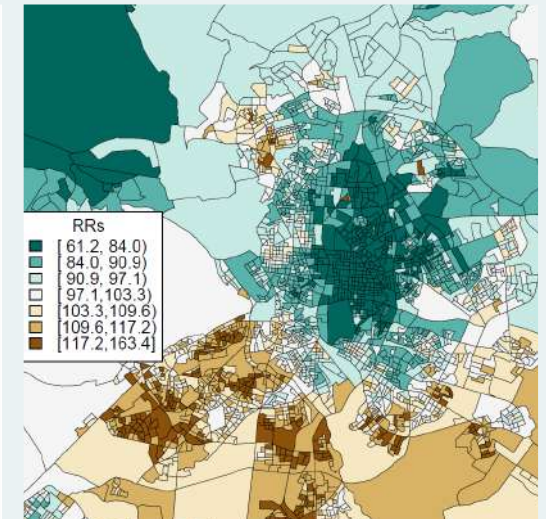 RRs
[ 61.2, 84.0)
[ 84.0, 90.9)
[ 90.9, 97.1)
[ 97.1,103.3)
[103.3,109.6)
[109.6,117.2)
[117.2,163.4]